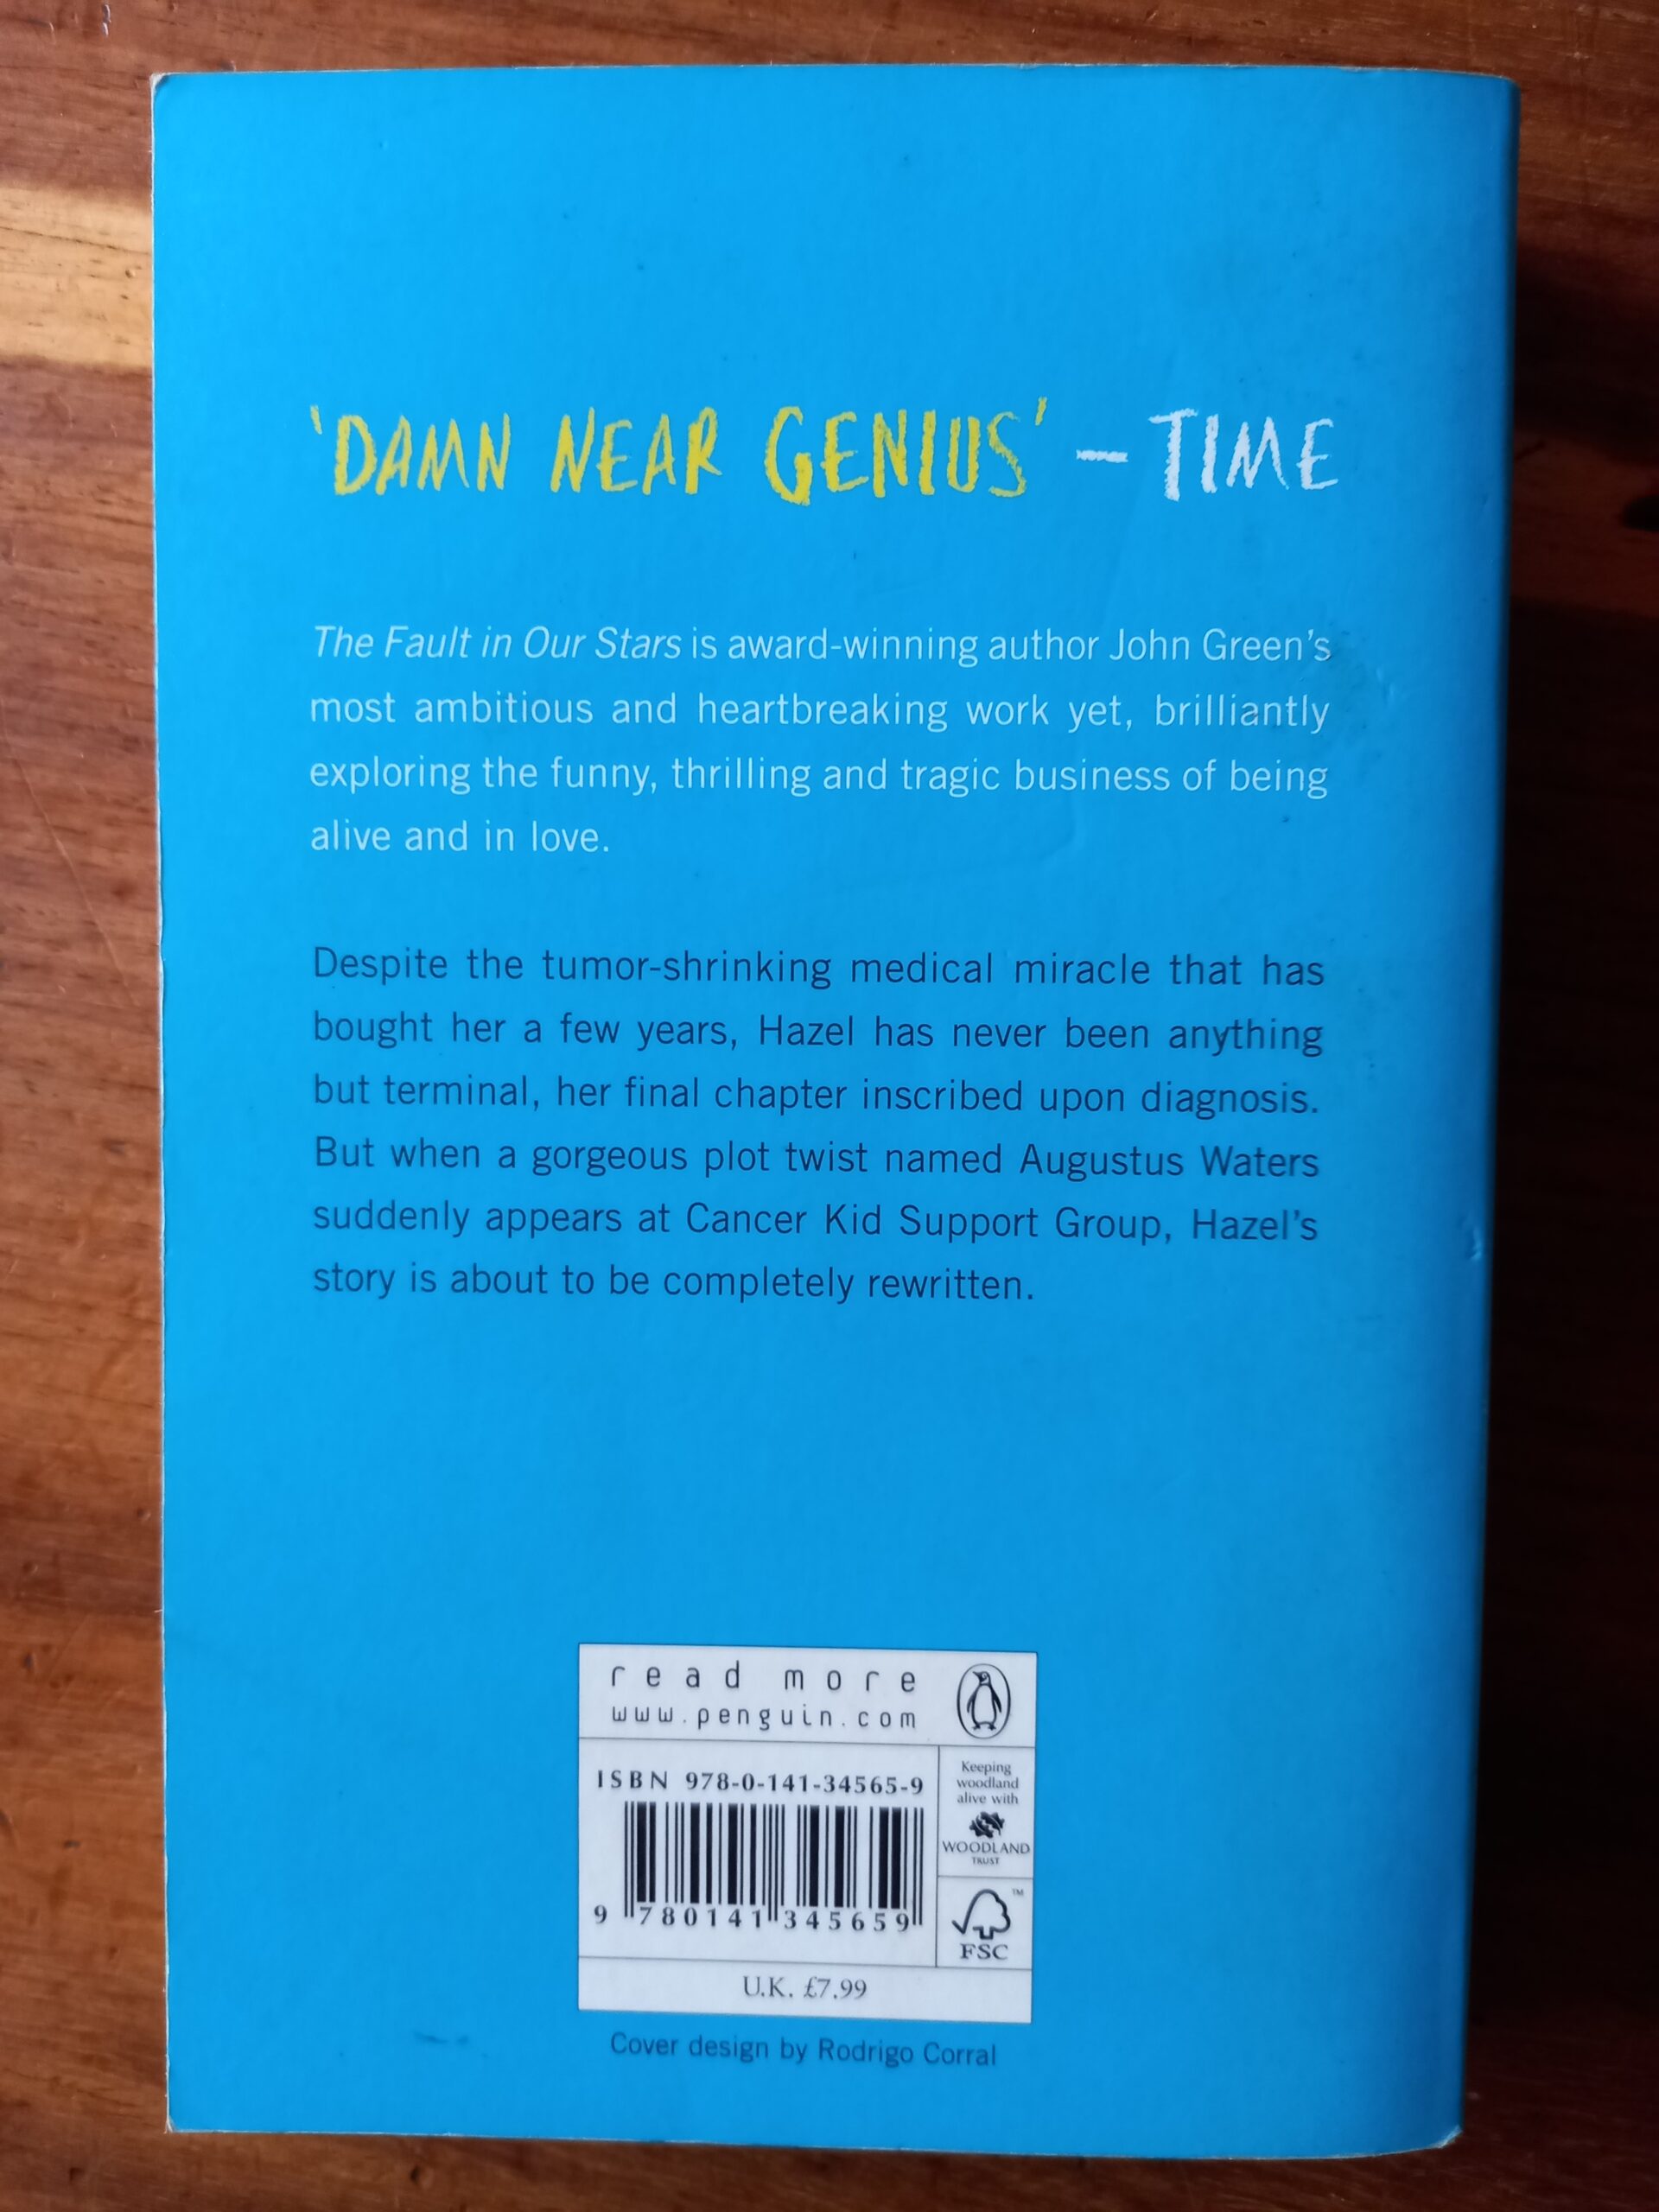 'DAMN NEAR GENIUS' – TIME
The Fault in Our Stars is award-winning author John Green's
most ambitious and heartbreaking work yet, brilliantly
exploring the funny, thrilling and tragic business of being
alive and in love.
Despite the tumor-shrinking medical miracle that has
bought her a few years, Hazel has never been anything
but terminal, her final chapter inscribed upon diagnosis.
But when a gorgeous plot twist named Augustus Waters
suddenly appears at Cancer Kid Support Group, Hazel's
story is about to be completely rewritten.
read more
www.penguin.com
ISBN 978-0-141-34565-9
9 780141 345659
Keeping
woodland
alive with
WOODLAND
TRUST
TM
FSC
U.K. £7.99
Cover design by Rodrigo Corral